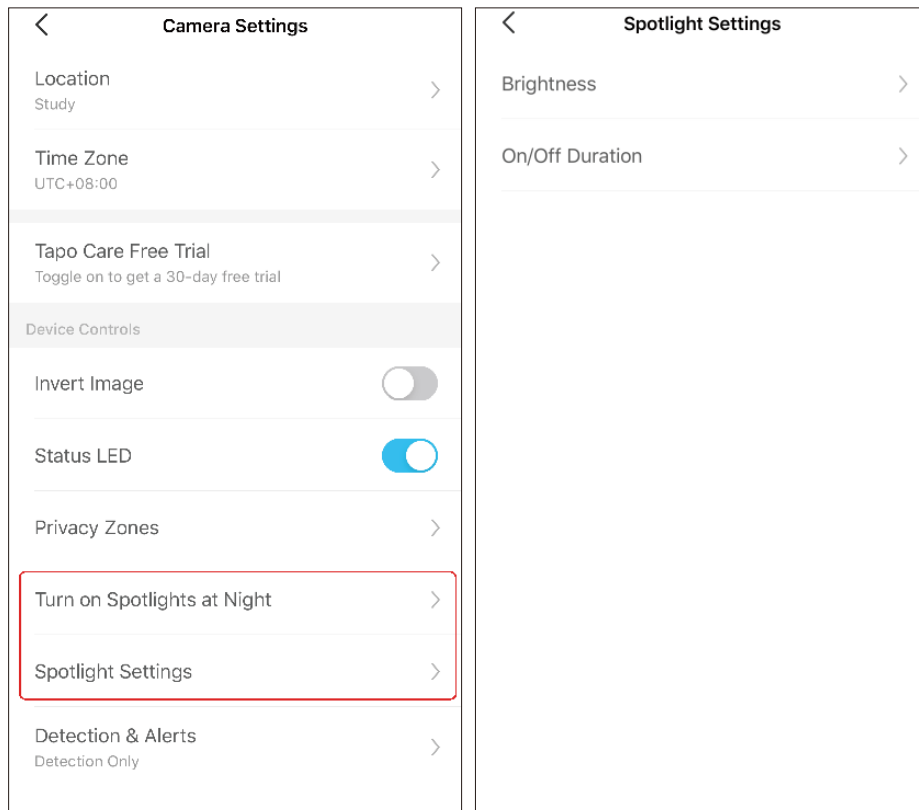 Camera Settings
Location
Study
Time Zone
UTC+08:00
Tapo Care Free Trial
Toggle on to get a 30-day free trial
Device Controls
Invert Image
Status LED
Privacy Zones
Turn on Spotlights at Night
Spotlight Settings
Detection & Alerts
Detection Only
Spotlight Settings
Brightness
On/Off Duration